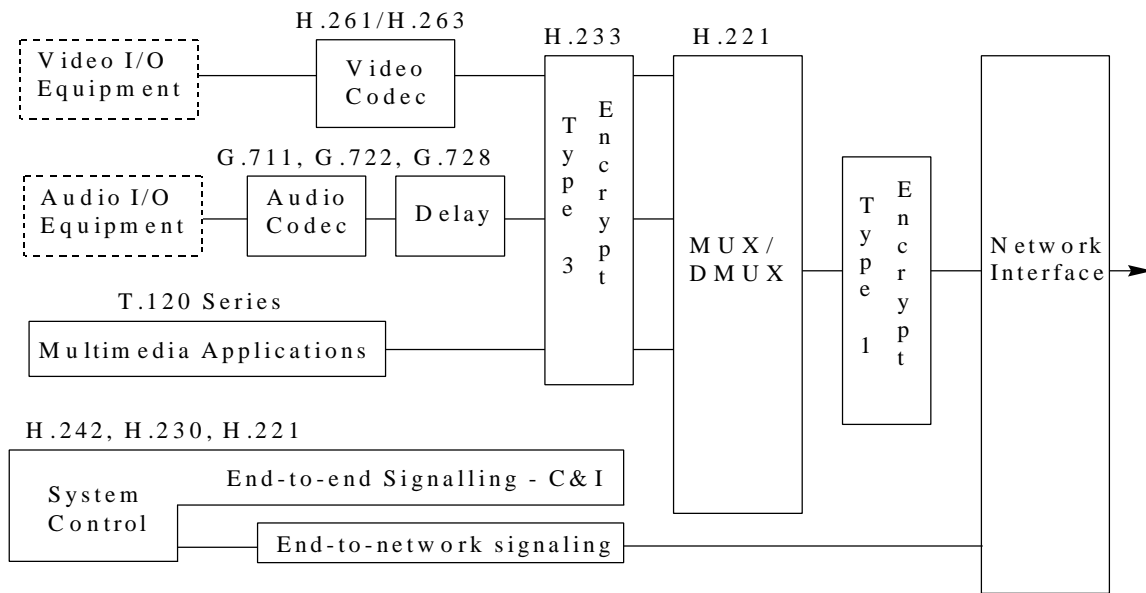 H.261/H.263
H.233
H.221
Video I/O
Equipment
Video
Codec
Type 3
Encrypt
G.711, G.722, G.728
Audio I/O
Equipment
Audio
Codec
Delay
MUX/
DMUX
Type 1
Encrypt
Network
Interface
T.120 Series
Multimedia Applications
H.242, H.230, H.221
System
Control
End-to-end Signalling - C&I
End-to-network signaling